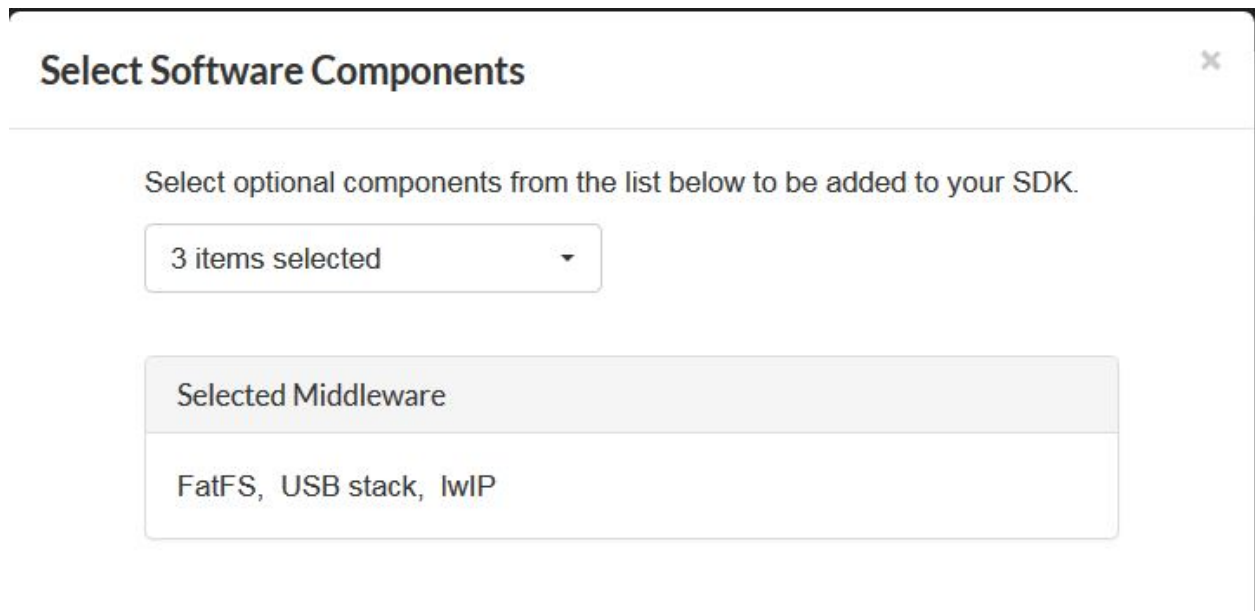 Select Software Components
×
Select optional components from the list below to be added to your SDK.
3 items selected
Selected Middleware
FatFS, USB stack, lwIP